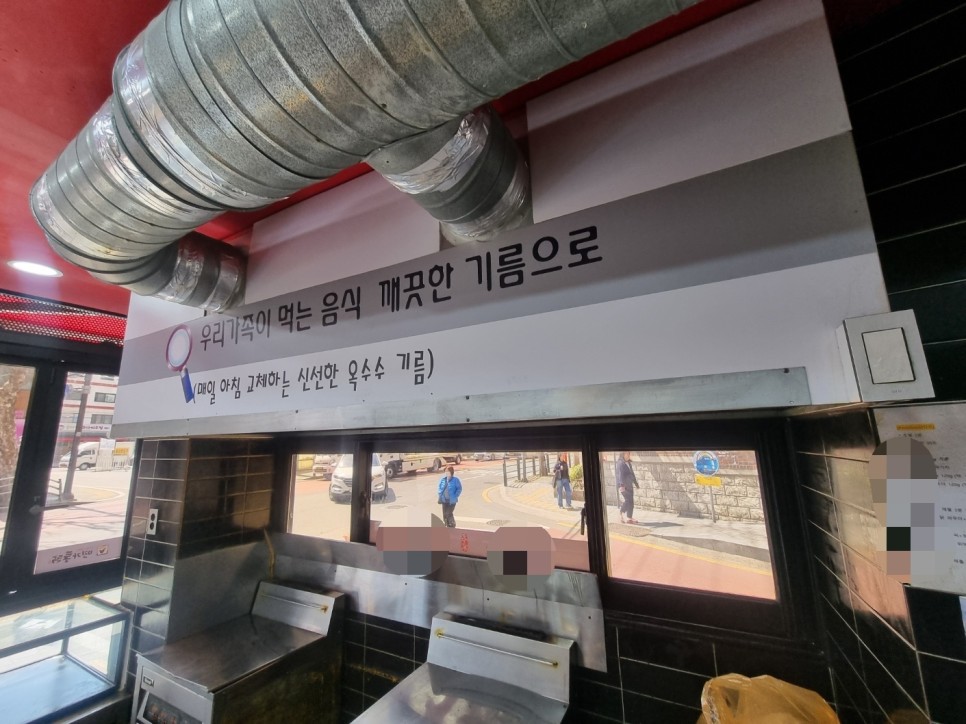 우리가족이 먹는 음식 깨끗한 기름으로
(매일 아침 교체하는 신선한 옥수수 기름)